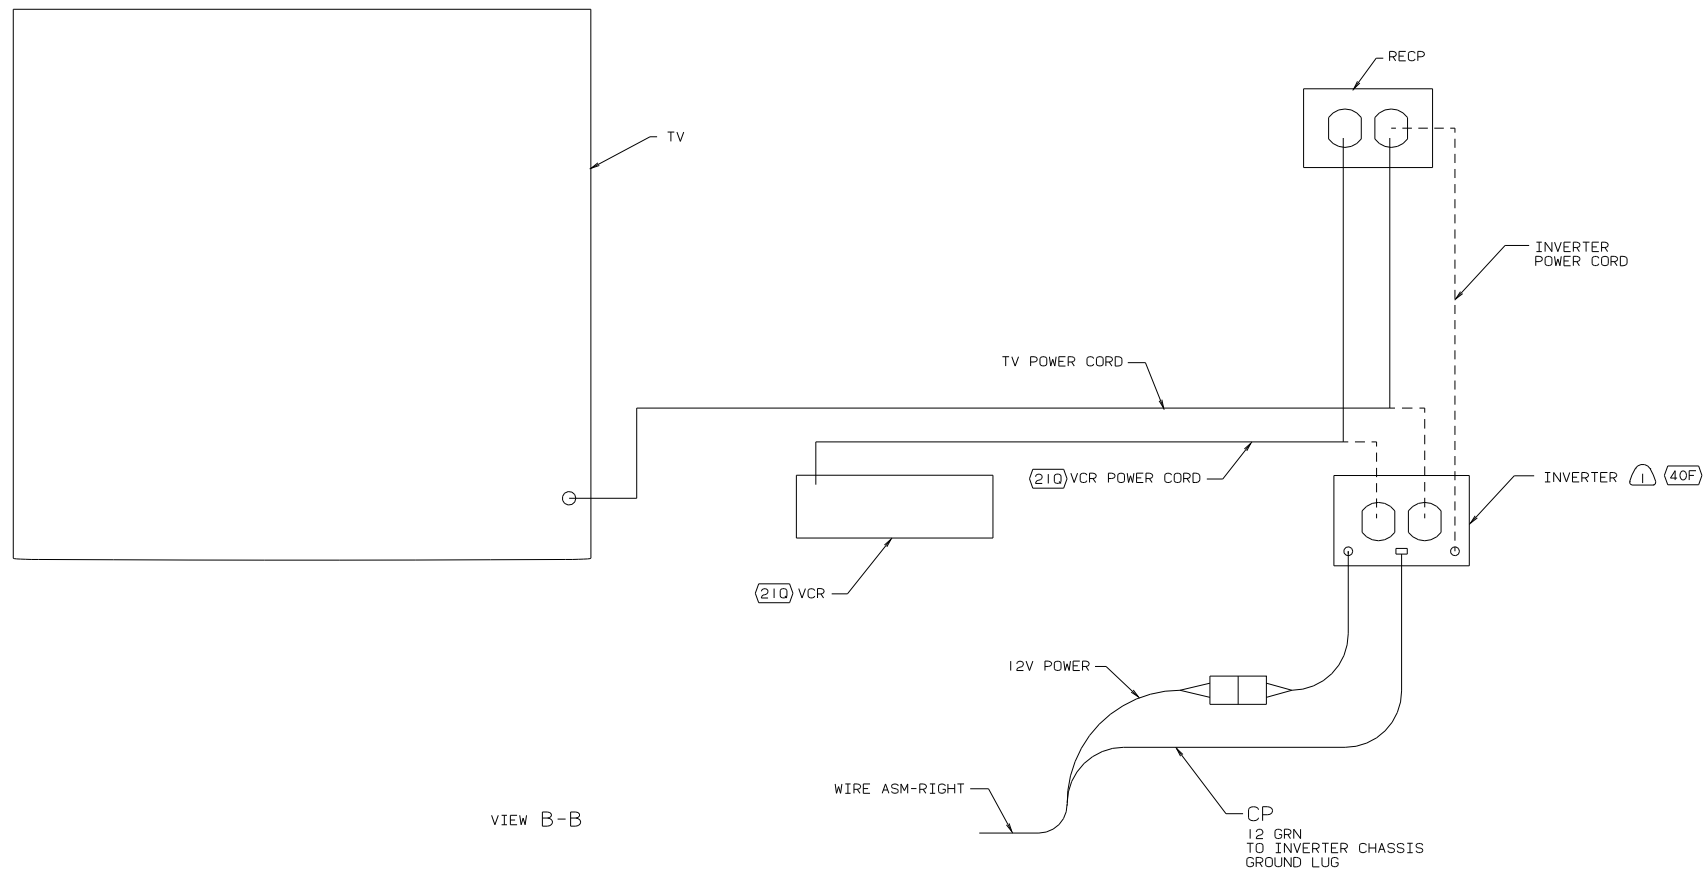 RECP
TV
INVERTER
POWER CORD
TV POWER CORD
21Q VCR POWER CORD
INVERTER 1 40F
21Q VCR
12V POWER
WIRE ASM-RIGHT
VIEW B-B
CP
12 GRN
TO INVERTER CHASSIS
GROUND LUG